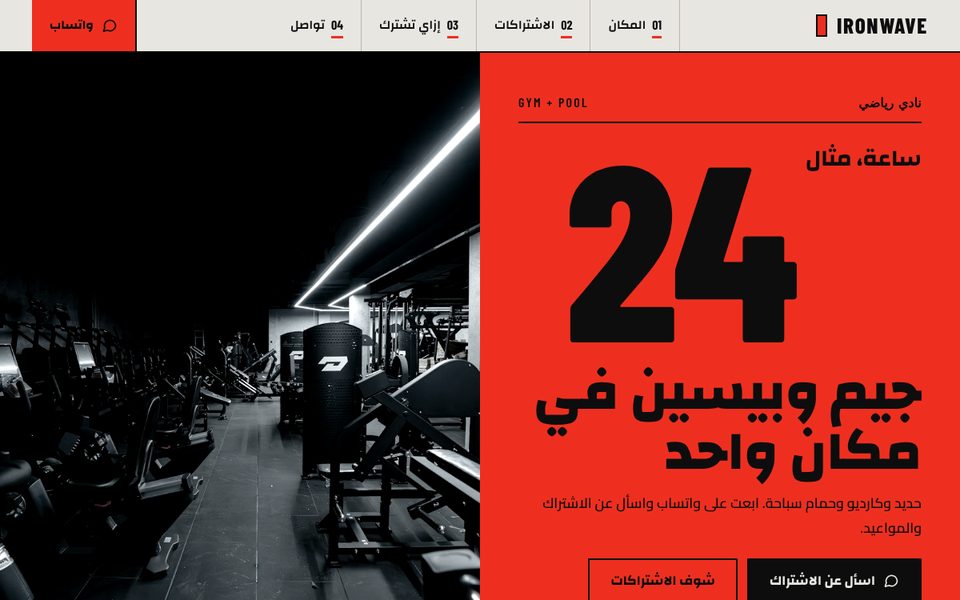 IRONWAVE
01 المكان
02 الاشتراكات
03 إزاي تشترك
04 تواصل
واتساب
نادي رياضي
GYM + POOL
ساعة، مثال
24
جيم وبيسين في
مكان واحد
حديد وكارديو وحمام سباحة. ابعت على واتساب واسأل عن الاشتراك
والمواعيد.
اسأل عن الاشتراك
شوف الاشتراكات